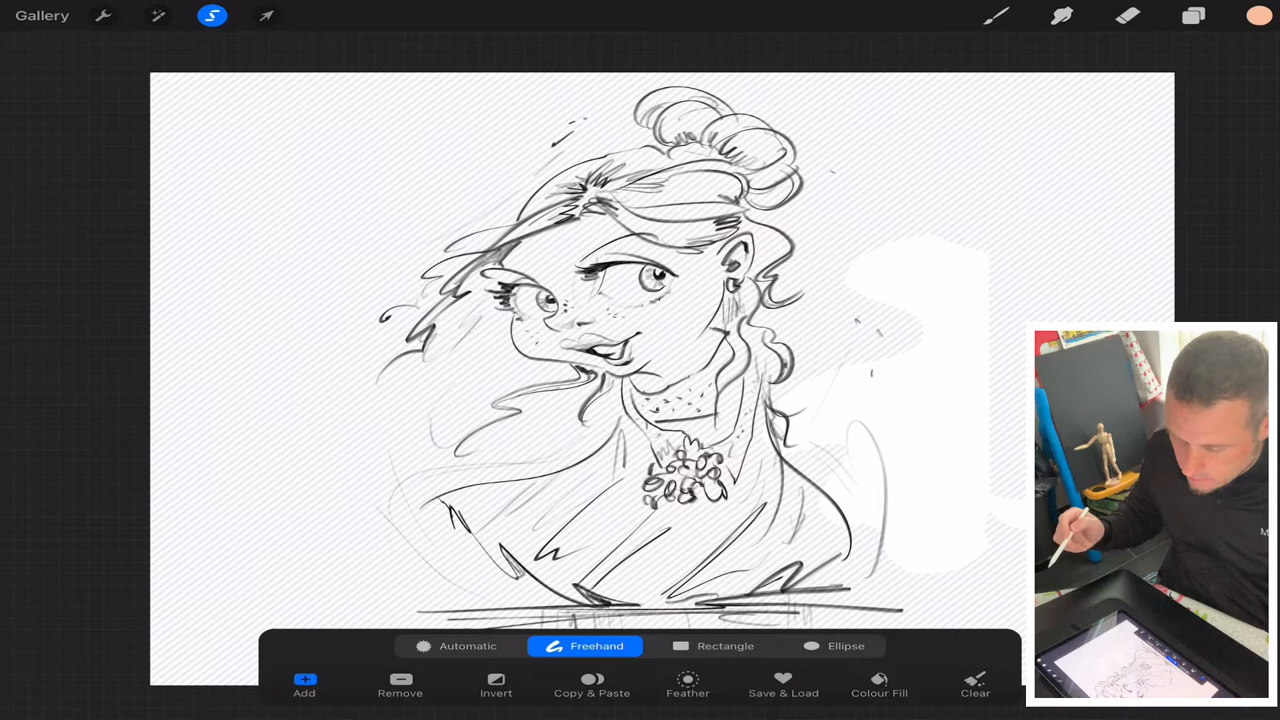 Gallery
Automatic Freehand Rectangle Ellipse
Add Remove Invert Copy & Paste Feather Save & Load Colour Fill Clear
M